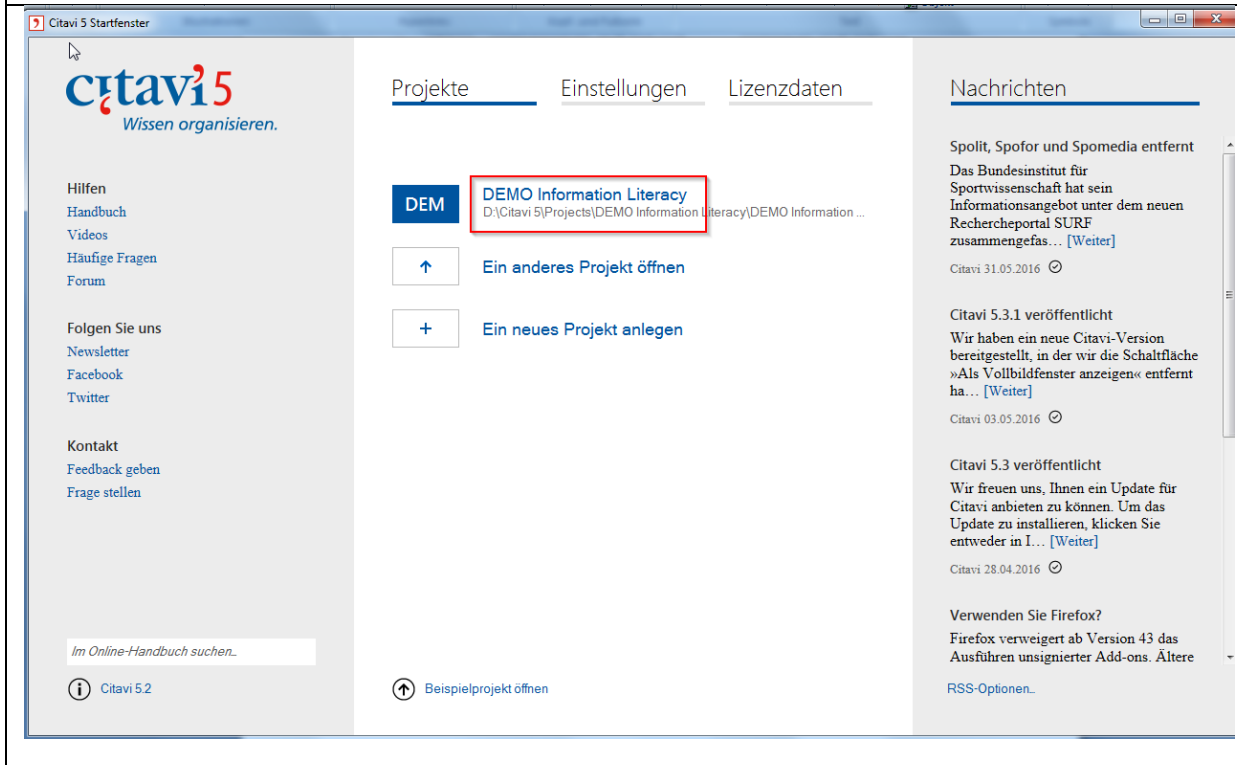 Citavi 5 Startfenster
citavi 5
Wissen organisieren.
Hilfen
Handbuch
Videos
Häufige Fragen
Forum
Folgen Sie uns
Newsletter
Facebook
Twitter
Kontakt
Feedback geben
Frage stellen
Im Online-Handbuch suchen...
Citavi 5.2
Projekte Einstellungen Lizenzdaten
DEM
DEMO Information Literacy
D:\Citavi 5\Projects\DEMO Information Literacy\DEMO Information ...
Ein anderes Projekt öffnen
Ein neues Projekt anlegen
Beispielprojekt öffnen
Nachrichten
Spolit, Spofor und Spomedia entfernt
Das Bundesinstitut für
Sportwissenschaft hat sein
Informationsangebot unter dem neuen
Rechercheportal SURF
zusammengefas… [Weiter]
Citavi 31.05.2016
Citavi 5.3.1 veröffentlicht
Wir haben ein neue Citavi-Version
bereitgestellt, in der wir die Schaltfläche
»Als Vollbildfenster anzeigen« entfernt
ha… [Weiter]
Citavi 03.05.2016
Citavi 5.3 veröffentlicht
Wir freuen uns, Ihnen ein Update für
Citavi anbieten zu können. Um das
Update zu installieren, klicken Sie
entweder in I… [Weiter]
Citavi 28.04.2016
Verwenden Sie Firefox?
Firefox verweigert ab Version 43 das
Ausführen unsignierter Add-ons. Ältere
RSS-Optionen...